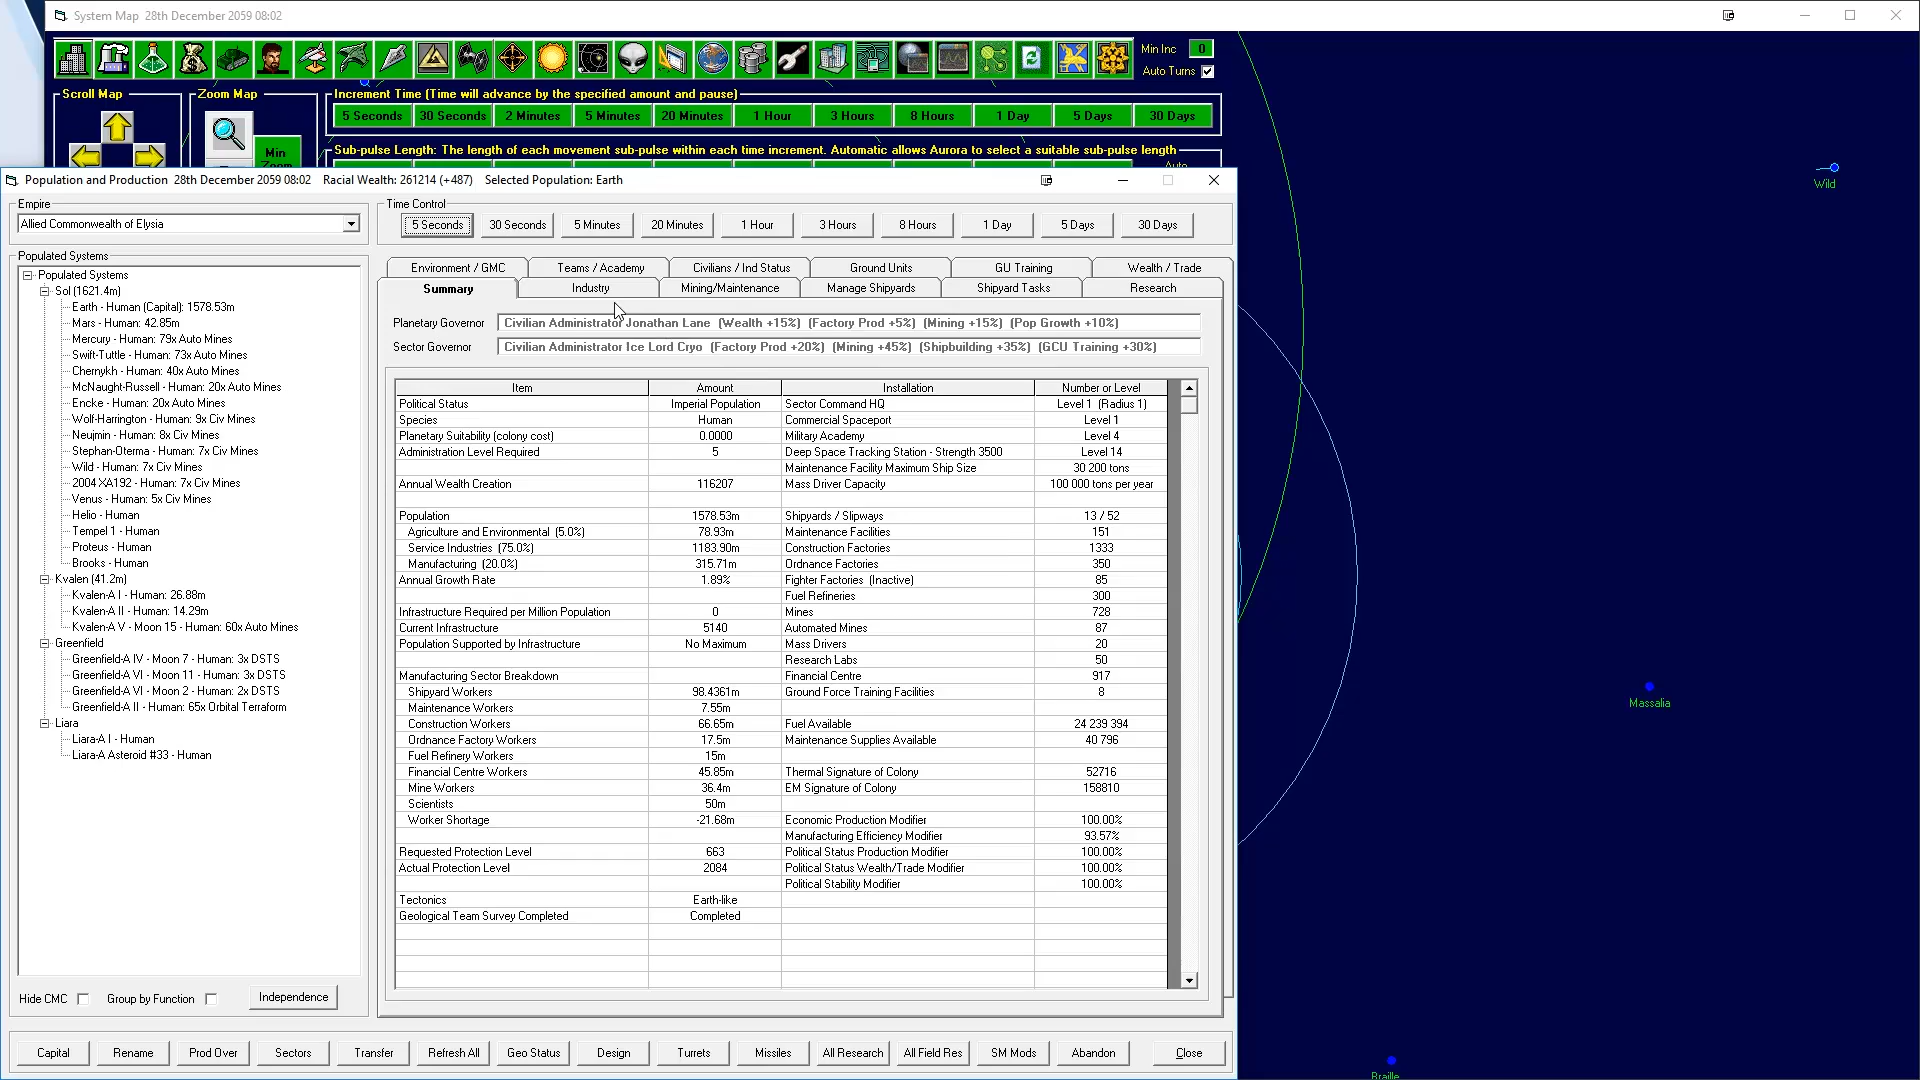 System Map  28th December 2059 08:02
Min Inc 0
Auto Turns
Scroll Map
Zoom Map
Min
Increment Time (Time will advance by the specified amount and pause)
5 Seconds 30 Seconds 2 Minutes 5 Minutes 20 Minutes 1 Hour 3 Hours 8 Hours 1 Day 5 Days 30 Days
Sub-pulse Length: The length of each movement sub-pulse within each time increment. Automatic allows Aurora to select a suitable sub-pulse length
Population and Production  28th December 2059 08:02  Racial Wealth: 261214 (+487)  Selected Population: Earth
Empire
Allied Commonwealth of Elysia
Time Control
5 Seconds 30 Seconds 5 Minutes 20 Minutes 1 Hour 3 Hours 8 Hours 1 Day 5 Days 30 Days
Populated Systems
Populated Systems
Sol (1621.4m)
Earth - Human (Capital): 1578.53m
Mars - Human: 42.85m
Mercury - Human: 79x Auto Mines
Swift-Tuttle - Human: 73x Auto Mines
Chernykh - Human: 40x Auto Mines
McNaught-Russell - Human: 20x Auto Mines
Encke - Human: 20x Auto Mines
Wolf-Harrington - Human: 9x Civ Mines
Neujmin - Human: 8x Civ Mines
Stephan-Oterma - Human: 7x Civ Mines
Wild - Human: 7x Civ Mines
2004 XA192 - Human: 7x Civ Mines
Venus - Human: 5x Civ Mines
Helio - Human
Tempel 1 - Human
Proteus - Human
Brooks - Human
Kvalen (41.2m)
Kvalen-A I - Human: 26.88m
Kvalen-A II - Human: 14.29m
Kvalen-A V - Moon 15 - Human: 60x Auto Mines
Greenfield
Greenfield-A IV - Moon 7 - Human: 3x DSTS
Greenfield-A VI - Moon 11 - Human: 3x DSTS
Greenfield-A VI - Moon 2 - Human: 2x DSTS
Greenfield-A II - Human: 65x Orbital Terraform
Liara
Liara-A I - Human
Liara-A Asteroid #33 - Human
Hide CMC
Group by Function
Independence
Environment / GMC Teams / Academy Civilians / Ind Status Ground Units GU Training Wealth / Trade
Summary Industry Mining/Maintenance Manage Shipyards Shipyard Tasks Research
Planetary Governor Civilian Administrator Jonathan Lane (Wealth +15%) (Factory Prod +5%) (Mining +15%) (Pop Growth +10%)
Sector Governor Civilian Administrator Ice Lord Cryo (Factory Prod +20%) (Mining +45%) (Shipbuilding +35%) (GCU Training +30%)
Item Amount Installation Number or Level
Political Status Imperial Population Sector Command HQ Level 1 (Radius 1)
Species Human Commercial Spaceport Level 1
Planetary Suitability (colony cost) 0.0000 Military Academy Level 4
Administration Level Required 5 Deep Space Tracking Station - Strength 3500 Level 14
Maintenance Facility Maximum Ship Size 30 200 tons
Annual Wealth Creation 116207 Mass Driver Capacity 100 000 tons per year
Population 1578.53m Shipyards / Slipways 13 / 52
Agriculture and Environmental (5.0%) 78.93m Maintenance Facilities 151
Service Industries (75.0%) 1183.90m Construction Factories 1333
Manufacturing (20.0%) 315.71m Ordnance Factories 350
Annual Growth Rate 1.89% Fighter Factories (Inactive) 85
Fuel Refineries 300
Infrastructure Required per Million Population 0 Mines 728
Current Infrastructure 5140 Automated Mines 87
Population Supported by Infrastructure No Maximum Mass Drivers 20
Research Labs 50
Manufacturing Sector Breakdown Financial Centre 917
Shipyard Workers 98.4361m Ground Force Training Facilities 8
Maintenance Workers 7.55m
Construction Workers 66.65m Fuel Available 24 239 394
Ordnance Factory Workers 17.5m Maintenance Supplies Available 40 796
Fuel Refinery Workers 15m
Financial Centre Workers 45.85m Thermal Signature of Colony 52716
Mine Workers 36.4m EM Signature of Colony 158810
Scientists 50m
Worker Shortage -21.68m Economic Production Modifier 100.00%
Manufacturing Efficiency Modifier 93.57%
Requested Protection Level 663 Political Status Production Modifier 100.00%
Actual Protection Level 2084 Political Status Wealth/Trade Modifier 100.00%
Political Stability Modifier 100.00%
Tectonics Earth-like
Geological Team Survey Completed Completed
Capital Rename Prod Over Sectors Transfer Refresh All Geo Status Design Turrets Missiles All Research All Field Res SM Mods Abandon Close
Wild
Massalia
Braille